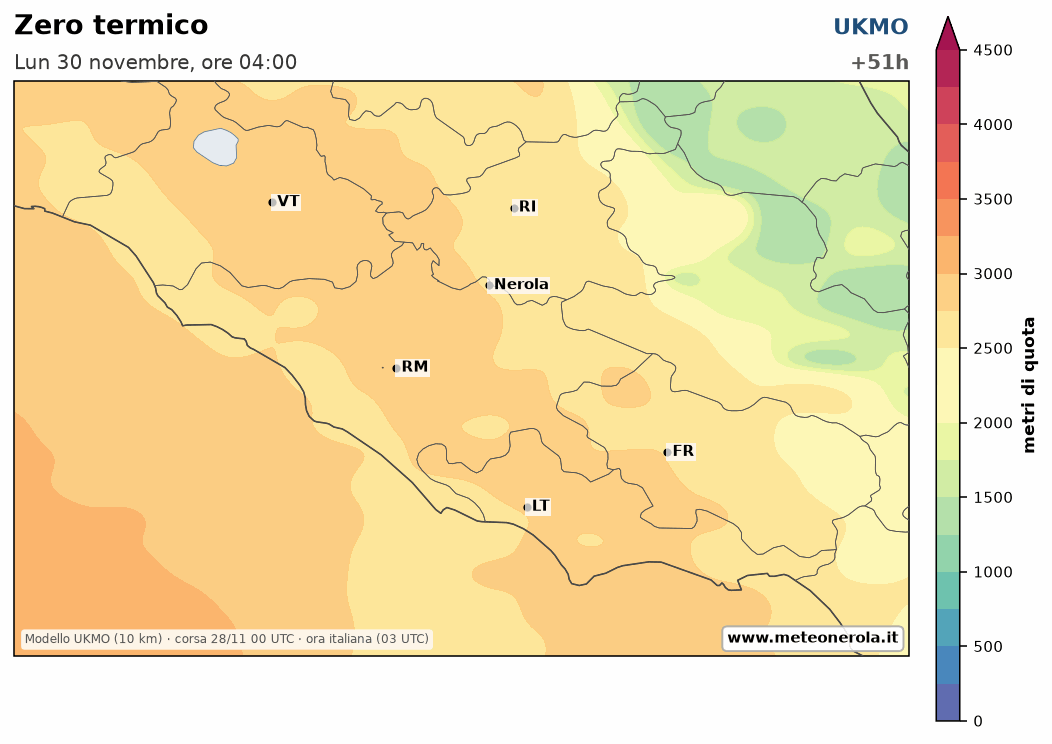 Zero termico
UKMO
Lun 30 novembre, ore 04:00
+51h
VT
RI
Nerola
RM
FR
LT
Modello UKMO (10 km) · corsa 28/11 00 UTC · ora italiana (03 UTC)
www.meteonerola.it
4500
4000
3500
3000
2500
2000
1500
1000
500
0
metri di quota